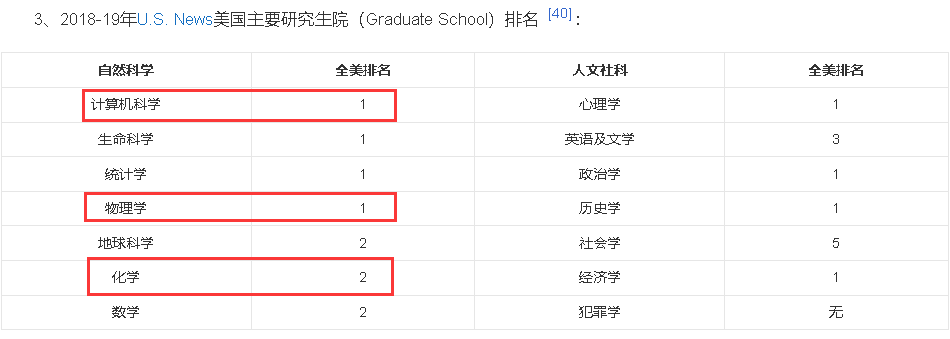 3、2018-19年U.S. News美国主要研究生院（Graduate School）排名 [40]：
自然科学 全美排名 人文社科 全美排名
计算机科学 1 心理学 1
生命科学 1 英语及文学 3
统计学 1 政治学 1
物理学 1 历史学 1
地球科学 2 社会学 5
化学 2 经济学 1
数学 2 犯罪学 无